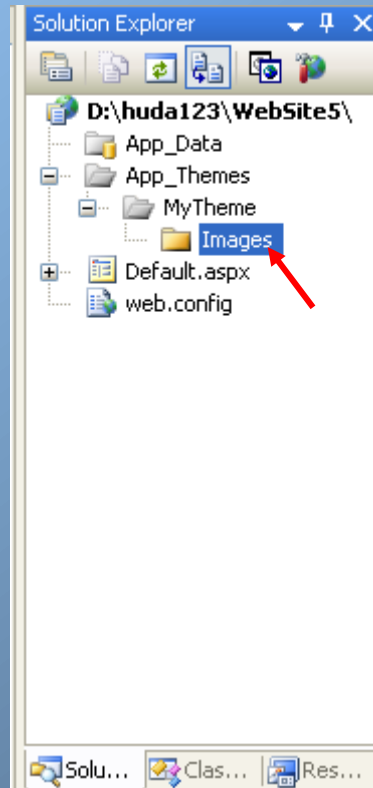 Solution Explorer
D:\huda123\WebSite5\
App_Data
App_Themes
MyTheme
Images
Default.aspx
web.config
Solu... Clas... Res...